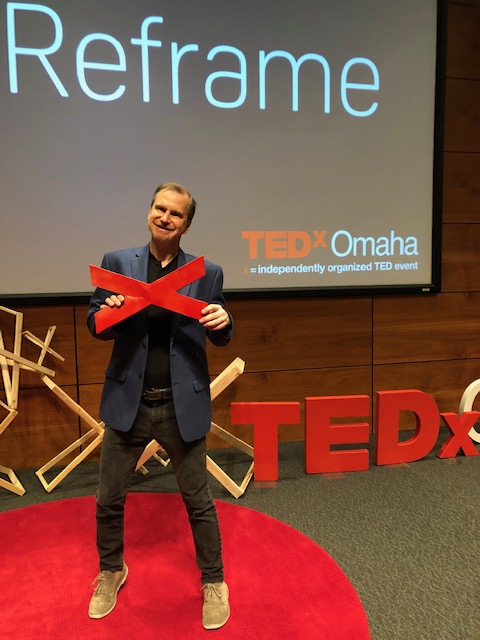 Reframe
TEDx Omaha
x = independently organized TED event
TEDx